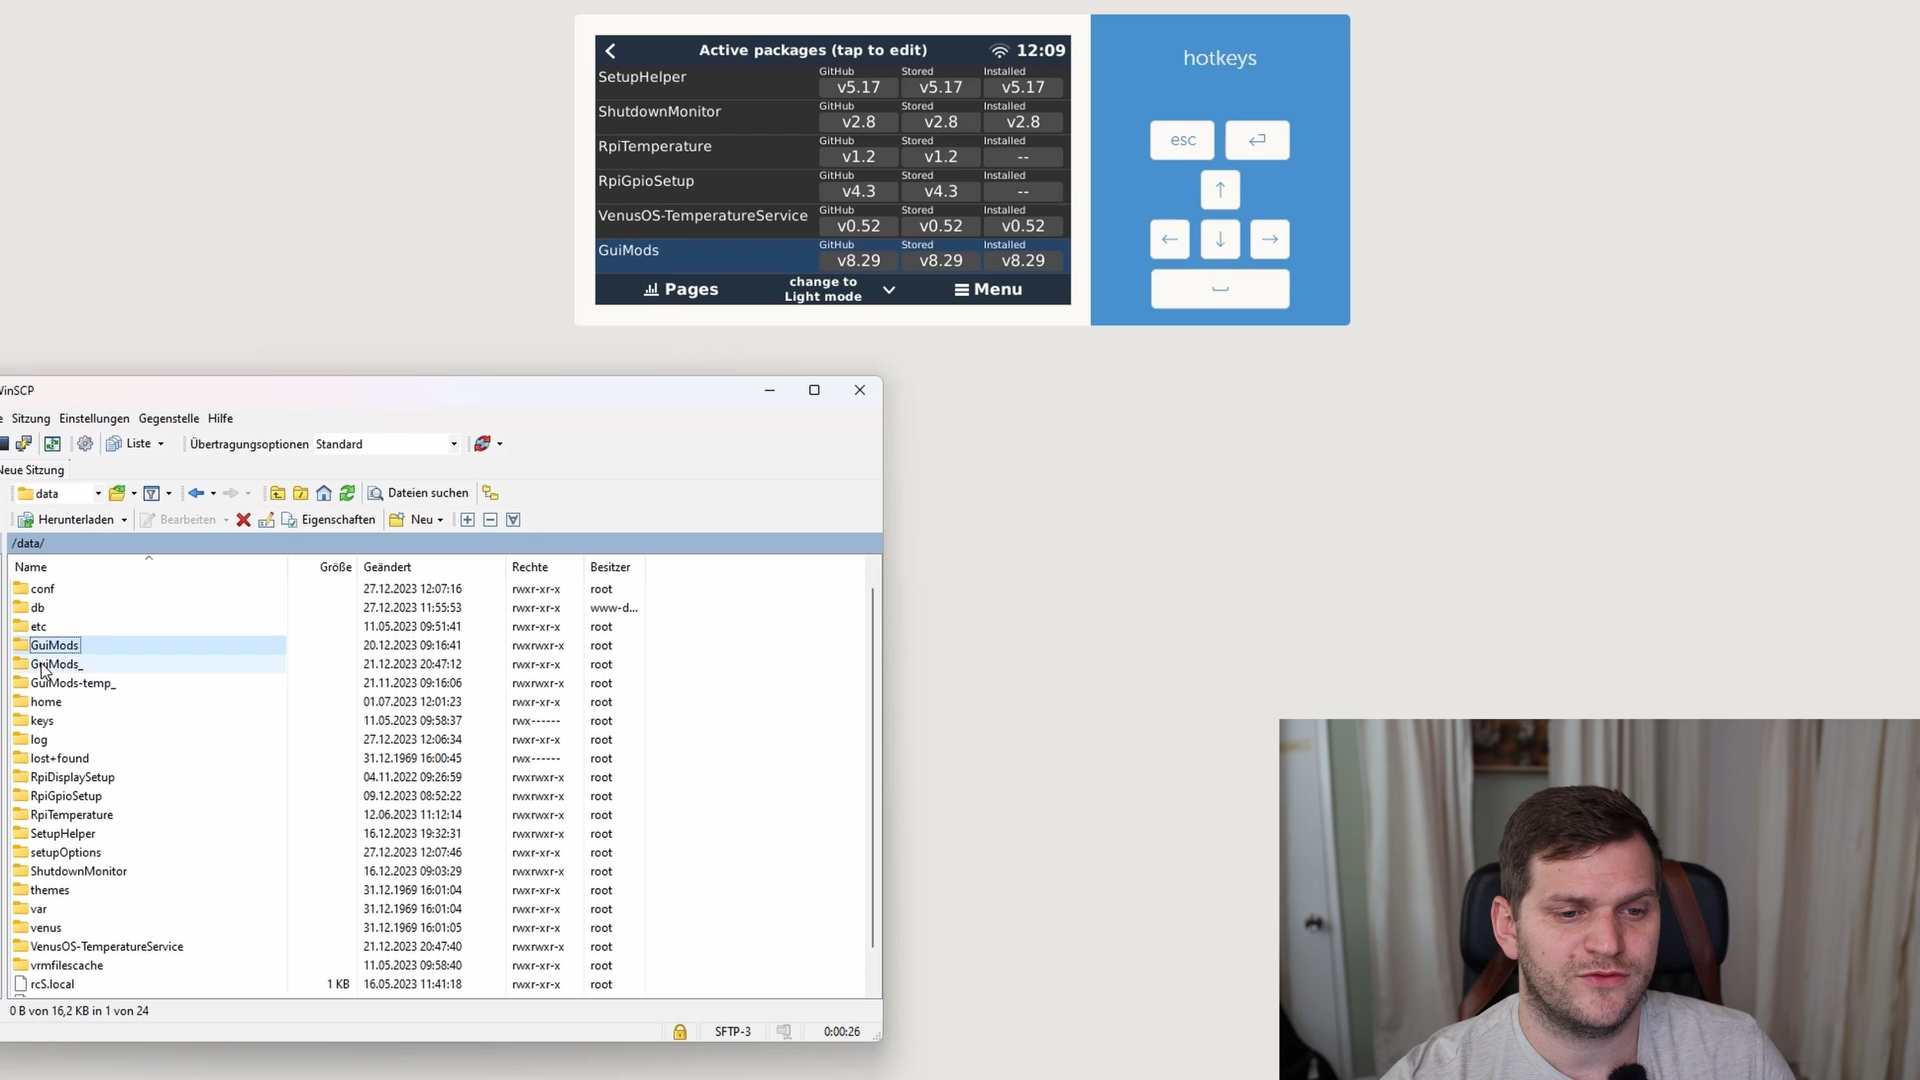 Active packages (tap to edit) 12:09
SetupHelper GitHub v5.17 Stored v5.17 Installed v5.17
ShutdownMonitor GitHub v2.8 Stored v2.8 Installed v2.8
RpiTemperature GitHub v1.2 Stored v1.2 Installed --
RpiGpioSetup GitHub v4.3 Stored v4.3 Installed --
VenusOS-TemperatureService GitHub v0.52 Stored v0.52 Installed v0.52
GuiMods GitHub v8.29 Stored v8.29 Installed v8.29
Pages change to Light mode Menu
hotkeys
esc
WinSCP
Sitzung Einstellungen Gegenstelle Hilfe
Liste Übertragungsoptionen Standard
Neue Sitzung
data Dateien suchen
Herunterladen Bearbeiten Eigenschaften Neu
/data/
Name Größe Geändert Rechte Besitzer
conf 27.12.2023 12:07:16 rwxr-xr-x root
db 27.12.2023 11:55:53 rwxr-xr-x www-d...
etc 11.05.2023 09:51:41 rwxr-xr-x root
GuiMods 20.12.2023 09:16:41 rwxrwxr-x root
GuiMods_ 21.12.2023 20:47:12 rwxr-xr-x root
GuiMods-temp_ 21.11.2023 09:16:06 rwxrwxr-x root
home 01.07.2023 12:01:23 rwxr-xr-x root
keys 11.05.2023 09:58:37 rwx------ root
log 27.12.2023 12:06:34 rwxr-xr-x root
lost+found 31.12.1969 16:00:45 rwx------ root
RpiDisplaySetup 04.11.2022 09:26:59 rwxrwxr-x root
RpiGpioSetup 09.12.2023 08:52:22 rwxrwxr-x root
RpiTemperature 12.06.2023 11:12:14 rwxrwxr-x root
SetupHelper 16.12.2023 19:32:31 rwxrwxr-x root
setupOptions 27.12.2023 12:07:46 rwxr-xr-x root
ShutdownMonitor 16.12.2023 09:03:29 rwxrwxr-x root
themes 31.12.1969 16:01:04 rwxr-xr-x root
var 31.12.1969 16:01:04 rwxr-xr-x root
venus 31.12.1969 16:01:05 rwxr-xr-x root
VenusOS-TemperatureService 21.12.2023 20:47:40 rwxrwxr-x root
vrmfilescache 11.05.2023 09:58:40 rwxr-xr-x root
rcS.local 1 KB 16.05.2023 11:41:18 rwxr-xr-x root
0 B von 16,2 KB in 1 von 24
SFTP-3 0:00:26